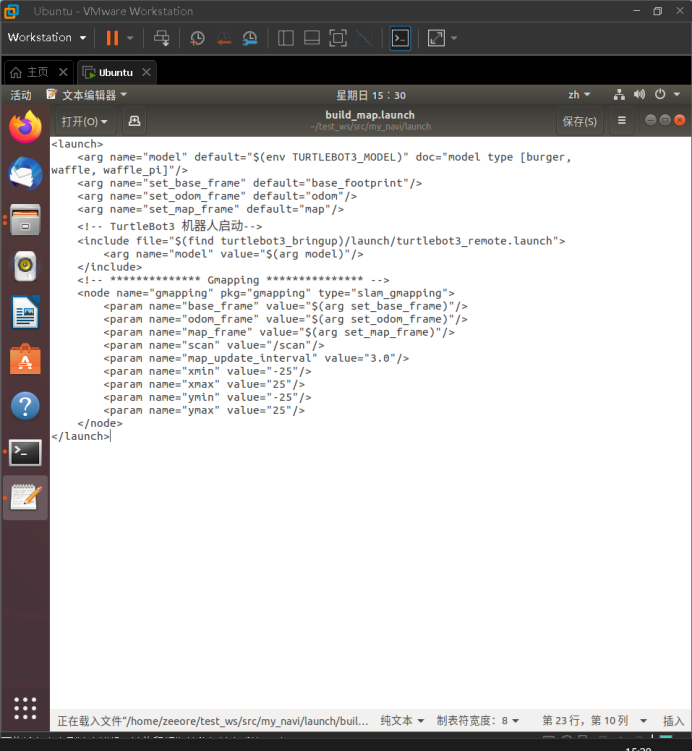 Ubuntu - VMware Workstation
Workstation
主页
Ubuntu
活动
文本编辑器
星期日 15：30
zh
打开(O)
build_map.launch
~/test_ws/src/my_navi/launch
保存(S)
<launch>
    <arg name="model" default="$(env TURTLEBOT3_MODEL)" doc="model type [burger,
waffle, waffle_pi]"/>
    <arg name="set_base_frame" default="base_footprint"/>
    <arg name="set_odom_frame" default="odom"/>
    <arg name="set_map_frame" default="map"/>
    <!-- TurtleBot3 机器人启动-->
    <include file="$(find turtlebot3_bringup)/launch/turtlebot3_remote.launch">
        <arg name="model" value="$(arg model)"/>
    </include>
    <!-- ************** Gmapping *************** -->
    <node name="gmapping" pkg="gmapping" type="slam_gmapping">
        <param name="base_frame" value="$(arg set_base_frame)"/>
        <param name="odom_frame" value="$(arg set_odom_frame)"/>
        <param name="map_frame" value="$(arg set_map_frame)"/>
        <param name="scan" value="/scan"/>
        <param name="map_update_interval" value="3.0"/>
        <param name="xmin" value="-25"/>
        <param name="xmax" value="25"/>
        <param name="ymin" value="-25"/>
        <param name="ymax" value="25"/>
    </node>
</launch>
正在载入文件"/home/zeeore/test_ws/src/my_navi/launch/buil...
纯文本
制表符宽度：8
第 23 行，第 10 列
插入